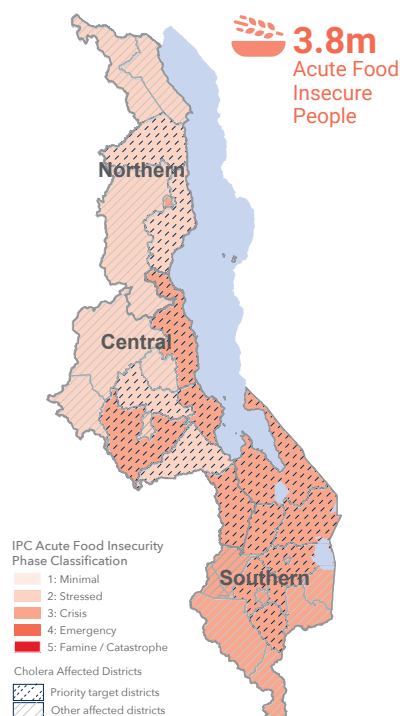 3.8m
Acute Food
Insecure
People
Northern
Central
Southern
IPC Acute Food Insecurity
Phase Classification
1: Minimal
2: Stressed
3: Crisis
4: Emergency
5: Famine / Catastrophe
Cholera Affected Districts
Priority target districts
Other affected districts